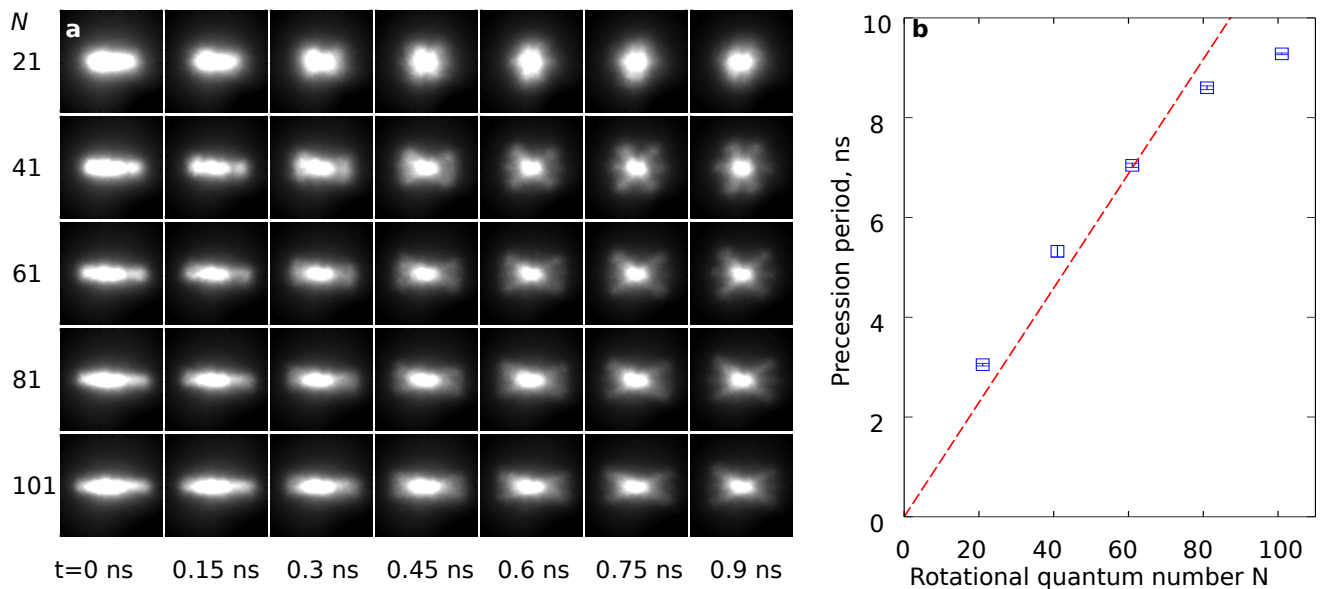 N
a
21
41
61
81
101
t=0 ns 0.15 ns 0.3 ns 0.45 ns 0.6 ns 0.75 ns 0.9 ns
b
Precession period, ns
10
8
6
4
2
0
0 20 40 60 80 100
Rotational quantum number N